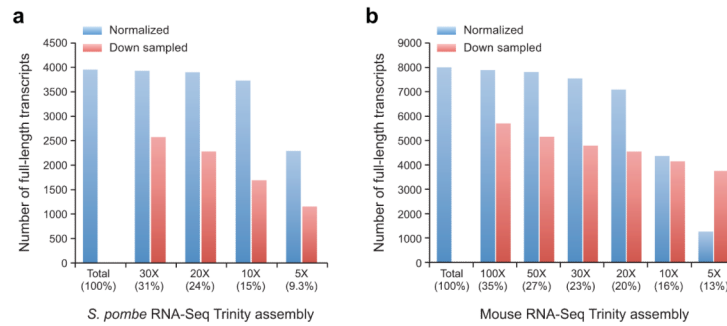 a
Normalized
Down sampled
Number of full-length transcripts
4500
4000
3500
3000
2500
2000
1500
1000
500
0
Total 30X 20X 10X 5X
(100%) (31%) (24%) (15%) (9.3%)
S. pombe RNA-Seq Trinity assembly
b
Normalized
Down sampled
Number of full-length transcripts
9000
8000
7000
6000
5000
4000
3000
2000
1000
0
Total 100X 50X 30X 20X 10X 5X
(100%) (35%) (27%) (23%) (20%) (16%) (13%)
Mouse RNA-Seq Trinity assembly